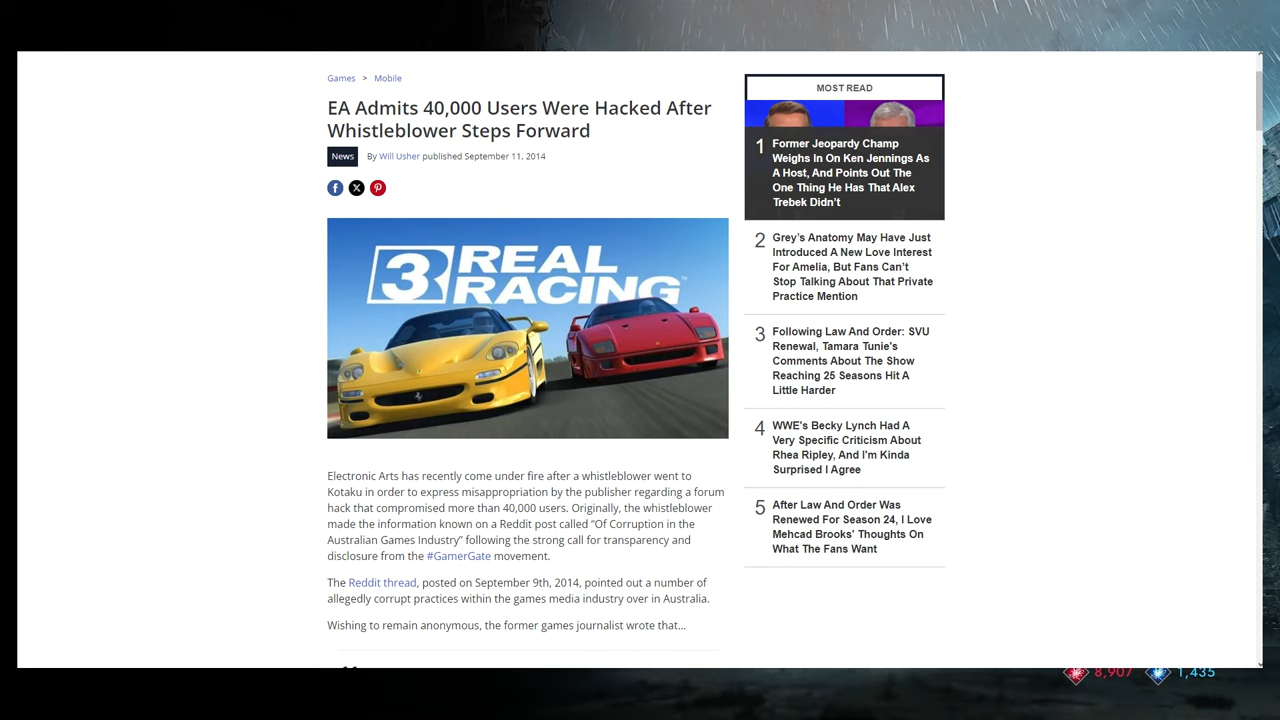 Games > Mobile
EA Admits 40,000 Users Were Hacked After
Whistleblower Steps Forward
News By Will Usher published September 11, 2014
3 REAL
RACING™
Electronic Arts has recently come under fire after a whistleblower went to
Kotaku in order to express misappropriation by the publisher regarding a forum
hack that compromised more than 40,000 users. Originally, the whistleblower
made the information known on a Reddit post called “Of Corruption in the
Australian Games Industry” following the strong call for transparency and
disclosure from the #GamerGate movement.
The Reddit thread, posted on September 9th, 2014, pointed out a number of
allegedly corrupt practices within the games media industry over in Australia.
Wishing to remain anonymous, the former games journalist wrote that...
MOST READ
1 Former Jeopardy Champ
Weighs In On Ken Jennings As
A Host, And Points Out The
One Thing He Has That Alex
Trebek Didn’t
2 Grey’s Anatomy May Have Just
Introduced A New Love Interest
For Amelia, But Fans Can’t
Stop Talking About That Private
Practice Mention
3 Following Law And Order: SVU
Renewal, Tamara Tunie's
Comments About The Show
Reaching 25 Seasons Hit A
Little Harder
4 WWE's Becky Lynch Had A
Very Specific Criticism About
Rhea Ripley, And I'm Kinda
Surprised I Agree
5 After Law And Order Was
Renewed For Season 24, I Love
Mehcad Brooks’ Thoughts On
What The Fans Want
8,907 1,435